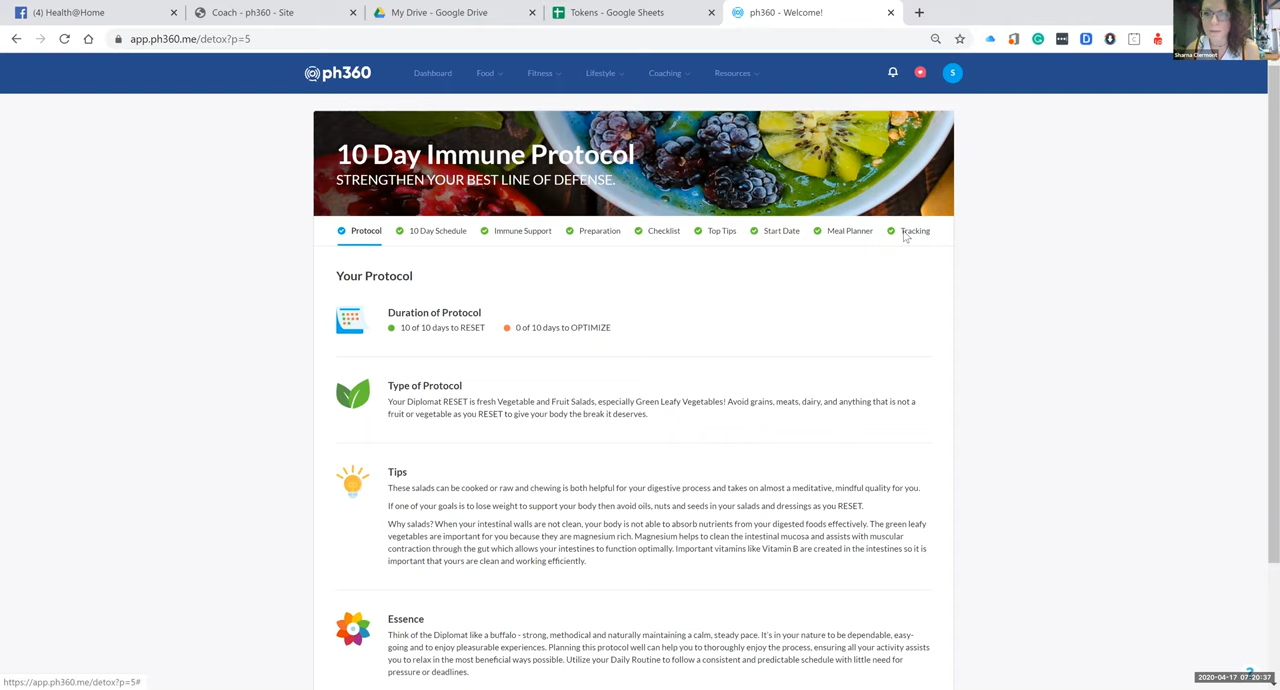 (4) Health@Home
Coach - ph360 - Site
My Drive - Google Drive
Tokens - Google Sheets
ph360 - Welcome!
app.ph360.me/detox?p=5
Sharna Clermont
ph360
Dashboard
Food
Fitness
Lifestyle
Coaching
Resources
S
10 Day Immune Protocol
STRENGTHEN YOUR BEST LINE OF DEFENSE.
Protocol
10 Day Schedule
Immune Support
Preparation
Checklist
Top Tips
Start Date
Meal Planner
Tracking
Your Protocol
Duration of Protocol
10 of 10 days to RESET
0 of 10 days to OPTIMIZE
Type of Protocol
Your Diplomat RESET is fresh Vegetable and Fruit Salads, especially Green Leafy Vegetables! Avoid grains, meats, dairy, and anything that is not a
fruit or vegetable as you RESET to give your body the break it deserves.
Tips
These salads can be cooked or raw and chewing is both helpful for your digestive process and takes on almost a meditative, mindful quality for you.
If one of your goals is to lose weight to support your body then avoid oils, nuts and seeds in your salads and dressings as you RESET.
Why salads? When your intestinal walls are not clean, your body is not able to absorb nutrients from your digested foods effectively. The green leafy
vegetables are important for you because they are magnesium rich. Magnesium helps to clean the intestinal mucosa and assists with muscular
contraction through the gut which allows your intestines to function optimally. Important vitamins like Vitamin B are created in the intestines so it is
important that yours are clean and working efficiently.
Essence
Think of the Diplomat like a buffalo - strong, methodical and naturally maintaining a calm, steady pace. It's in your nature to be dependable, easy-
going and to enjoy pleasurable experiences. Planning this protocol well can help you to thoroughly enjoy the process, ensuring all your activity assists
you to relax in the most beneficial ways possible. Utilize your Daily Routine to follow a consistent and predictable schedule with little need for
pressure or deadlines.
https://app.ph360.me/detox?p=5#
2020-04-17 07:20:37